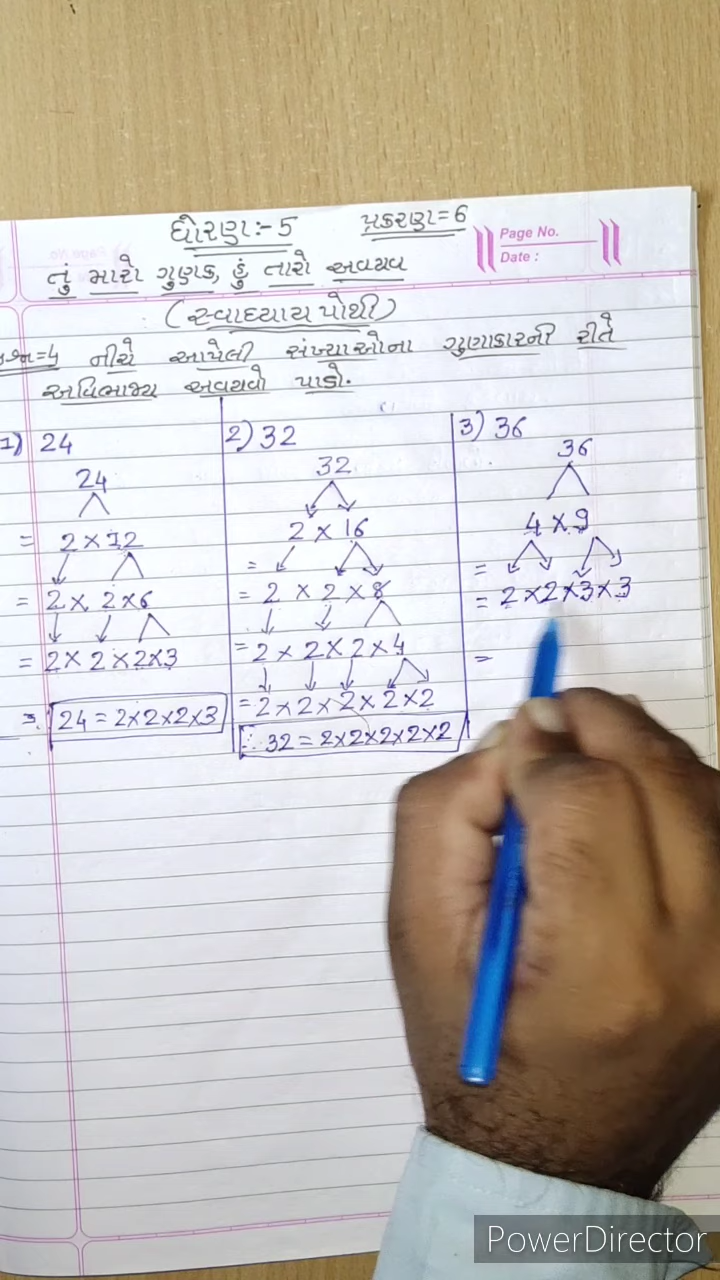 ધોરણ:- 5 પ્રકરણ=6
Page No.
Date :
તું મારો ગુણક, હું તારો અવયવ
(સ્વાધ્યાય પોથી)
=4 નીચે આપેલી સંખ્યાઓના ગુણાકારની રીતે
અવિભાજ્ય અવયવો પાડો.
1) 24
24
= 2 × 12
= 2 × 2 × 6
= 2 × 2 × 2 × 3
24 = 2×2×2×3
2) 32
32
2 × 16
=
= 2 × 2 × 8
= 2 × 2 × 2 × 4
= 2 × 2 × 2 × 2 × 2
∴ 32 = 2×2×2×2×2
3) 36
36
4 × 9
=
= 2 × 2 × 3 × 3
=
PowerDirector